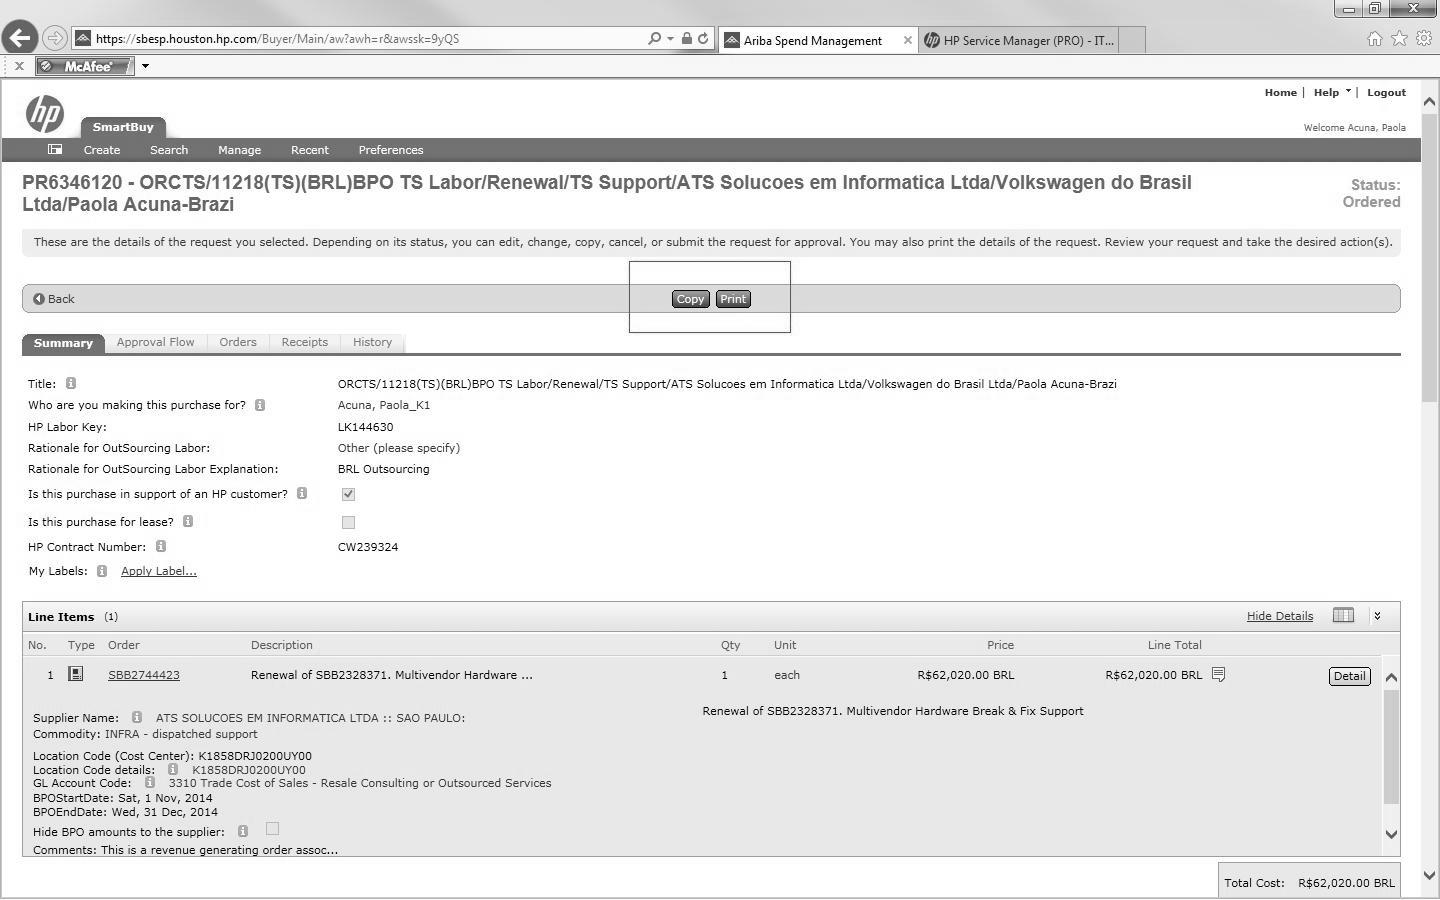 https://sbesp.houston.hp.com/Buyer/Main/aw?awh=r&awssk=9yQS
Ariba Spend Management
HP Service Manager (PRO) - IT...
McAfee
Home | Help | Logout
hp
SmartBuy
Welcome Acuna, Paola
Create Search Manage Recent Preferences
PR6346120 - ORCTS/11218(TS)(BRL)BPO TS Labor/Renewal/TS Support/ATS Solucoes em Informatica Ltda/Volkswagen do Brasil
Ltda/Paola Acuna-Brazi
Status:
Ordered
These are the details of the request you selected. Depending on its status, you can edit, change, copy, cancel, or submit the request for approval. You may also print the details of the request. Review your request and take the desired action(s).
Back
Copy Print
Summary Approval Flow Orders Receipts History
Title: ORCTS/11218(TS)(BRL)BPO TS Labor/Renewal/TS Support/ATS Solucoes em Informatica Ltda/Volkswagen do Brasil Ltda/Paola Acuna-Brazi
Who are you making this purchase for? Acuna, Paola_K1
HP Labor Key: LK144630
Rationale for OutSourcing Labor: Other (please specify)
Rationale for OutSourcing Labor Explanation: BRL Outsourcing
Is this purchase in support of an HP customer?
Is this purchase for lease?
HP Contract Number: CW239324
My Labels: Apply Label...
Line Items (1) Hide Details
No. Type Order Description Qty Unit Price Line Total
1 SBB2744423 Renewal of SBB2328371. Multivendor Hardware ... 1 each R$62,020.00 BRL R$62,020.00 BRL Detail
Renewal of SBB2328371. Multivendor Hardware Break & Fix Support
Supplier Name: ATS SOLUCOES EM INFORMATICA LTDA :: SAO PAULO:
Commodity: INFRA - dispatched support
Location Code (Cost Center): K1858DRJ0200UY00
Location Code details: K1858DRJ0200UY00
GL Account Code: 3310 Trade Cost of Sales - Resale Consulting or Outsourced Services
BPOStartDate: Sat, 1 Nov, 2014
BPOEndDate: Wed, 31 Dec, 2014
Hide BPO amounts to the supplier:
Comments: This is a revenue generating order assoc...
Total Cost: R$62,020.00 BRL